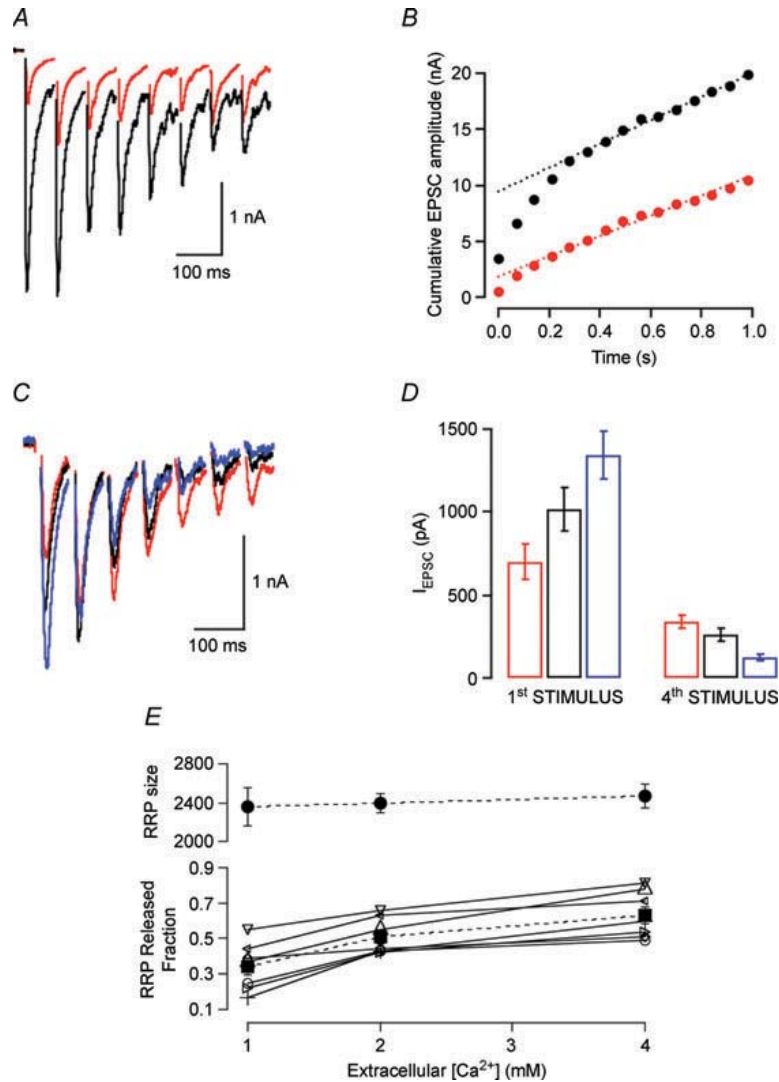 A
1 nA
100 ms
B
Cumulative EPSC amplitude (nA)
20
15
10
5
0
0.0 0.2 0.4 0.6 0.8 1.0
Time (s)
C
1 nA
100 ms
D
I_EPSC (pA)
1500
1000
500
0
1st STIMULUS 4th STIMULUS
E
RRP size
2800
2400
2000
RRP Released
Fraction
0.9
0.7
0.5
0.3
0.1
1 2 3 4
Extracellular [Ca2+] (mM)